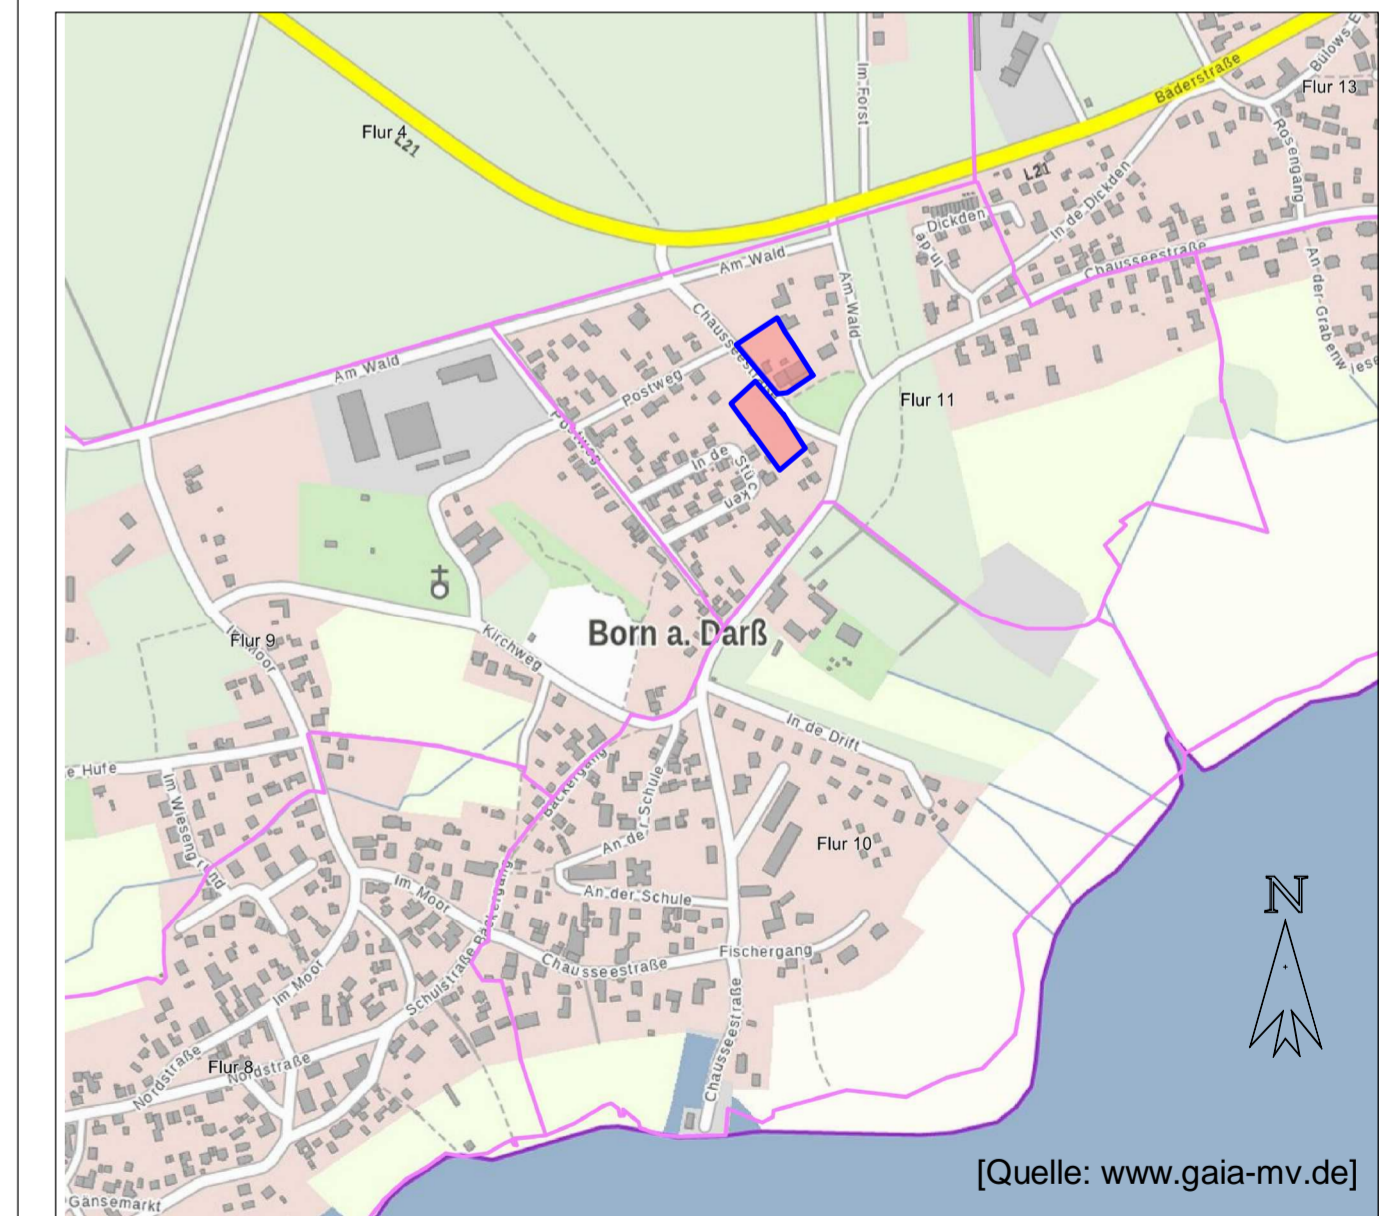 Im Forst
Bäderstraße
Bülows-E
Flur 13
Flur 4
L21
Rosengang
L21
In de Dickden
Dickden
In de
Am Wald
Am Wald
Chausseestraße
Chausseestraße
An-der-Grabenw
iese
Am Wald
Postweg
Flur 11
Postweg
In de
Stücken
Born a. Darß
Kirchweg
Flur 9
Im Moor
In de Drift
e Hufe
Im Wiesengrund
Bäckergang
An der Schule
Flur 10
An der Schule
Im Moor
Bäckergang
N
Chausseestraße
Fischergang
Schulstraße
Im Moor
Chausseestraße
Nordstraße
Flur 8
Nordstraße
[Quelle: www.gaia-mv.de]
Gänsemarkt